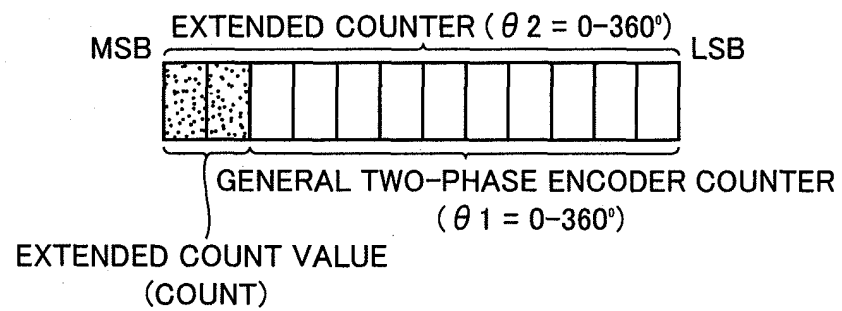 EXTENDED COUNTER (θ2 = 0-360°)
MSB
LSB
GENERAL TWO-PHASE ENCODER COUNTER
(θ1 = 0-360°)
EXTENDED COUNT VALUE
(COUNT)